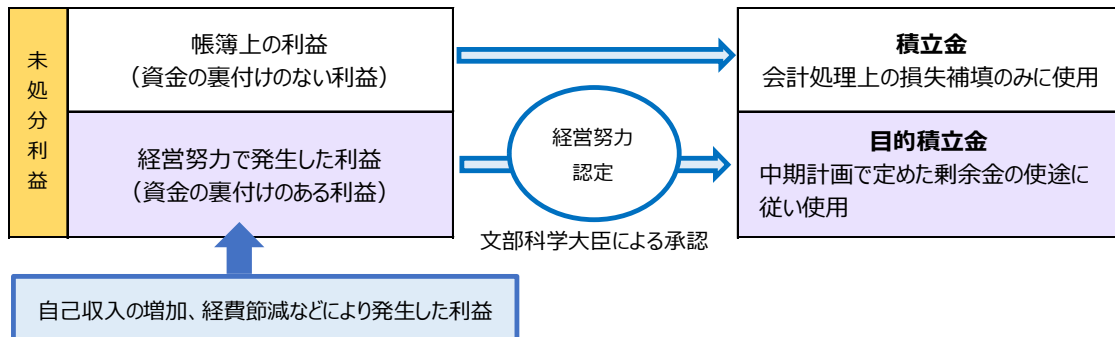 未処分利益
帳簿上の利益
（資金の裏付けのない利益）
積立金
会計処理上の損失補填のみに使用
経営努力で発生した利益
（資金の裏付けのある利益）
経営努力
認定
文部科学大臣による承認
目的積立金
中期計画で定めた剰余金の使途に
従い使用
自己収入の増加、経費節減などにより発生した利益